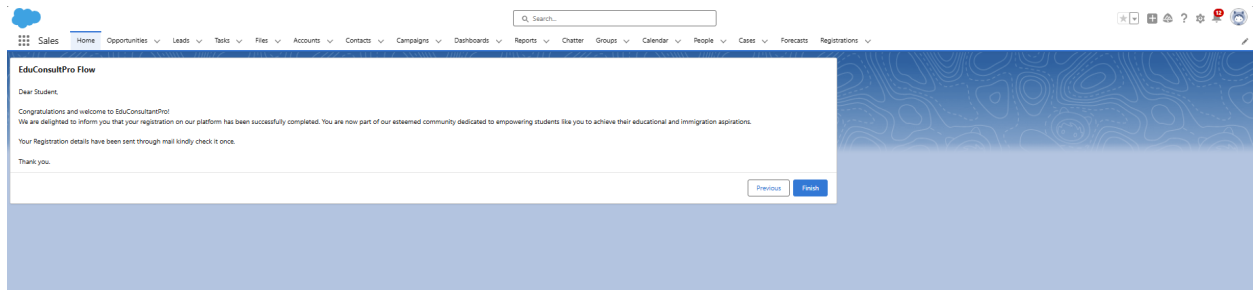 Search...
12
Sales Home Opportunities Leads Tasks Files Accounts Contacts Campaigns Dashboards Reports Chatter Groups Calendar People Cases Forecasts Registrations
EduConsultPro Flow
Dear Student,
Congratulations and welcome to EduConsultantPro!
We are delighted to inform you that your registration on our platform has been successfully completed. You are now part of our esteemed community dedicated to empowering students like you to achieve their educational and immigration aspirations.
Your Registration details have been sent through mail kindly check it once.
Thank you.
Previous Finish